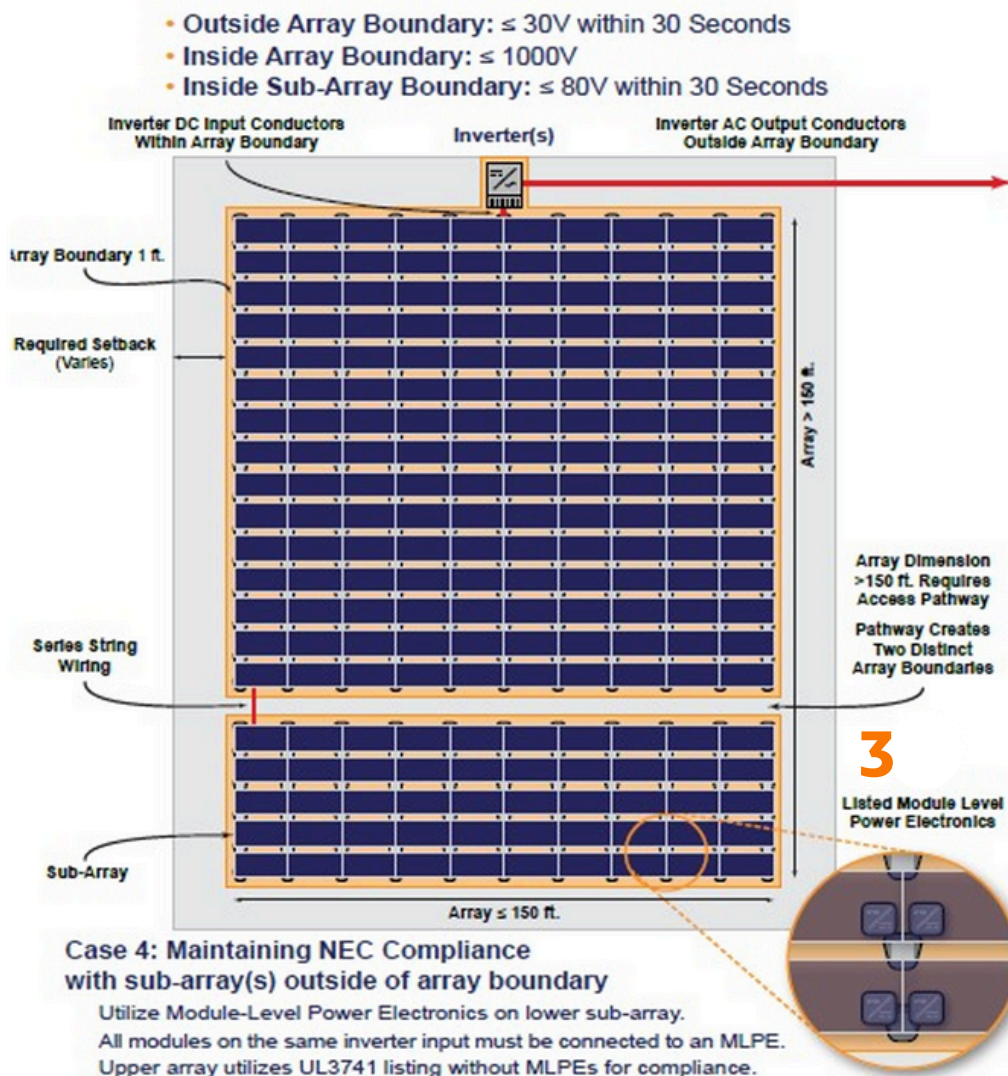 • Outside Array Boundary: ≤ 30V within 30 Seconds
• Inside Array Boundary: ≤ 1000V
• Inside Sub-Array Boundary: ≤ 80V within 30 Seconds
Inverter DC Input Conductors
Within Array Boundary
Inverter(s)
Inverter AC Output Conductors
Outside Array Boundary
Array Boundary 1 ft.
Required Setback
(Varies)
Array > 150 ft.
Array Dimension
>150 ft. Requires
Access Pathway
Pathway Creates
Two Distinct
Array Boundaries
Series String
Wiring
3
Listed Module Level
Power Electronics
Sub-Array
Array ≤ 150 ft.
Case 4: Maintaining NEC Compliance
with sub-array(s) outside of array boundary
Utilize Module-Level Power Electronics on lower sub-array.
All modules on the same inverter input must be connected to an MLPE.
Upper array utilizes UL3741 listing without MLPEs for compliance.